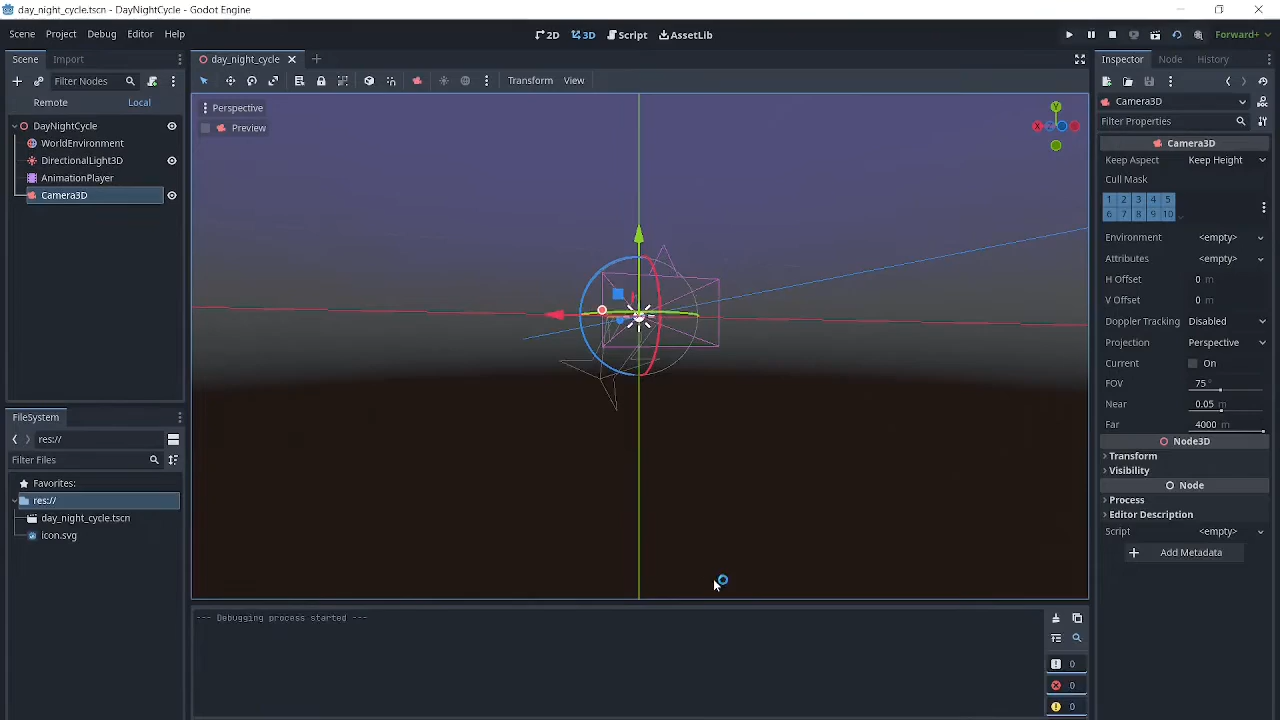 day_night_cycle.tscn - DayNightCycle - Godot Engine
Scene Project Debug Editor Help
2D 3D Script AssetLib
Forward+
Scene Import
Filter Nodes
Remote Local
DayNightCycle
WorldEnvironment
DirectionalLight3D
AnimationPlayer
Camera3D
FileSystem
res://
Filter Files
Favorites:
res://
day_night_cycle.tscn
icon.svg
day_night_cycle
Transform View
Perspective
Preview
Y
X
Z
--- Debugging process started ---
0
0
0
Inspector Node History
Camera3D
Filter Properties
Camera3D
Keep Aspect Keep Height
Cull Mask
1 2 3 4 5
6 7 8 9 10
Environment <empty>
Attributes <empty>
H Offset 0 m
V Offset 0 m
Doppler Tracking Disabled
Projection Perspective
Current On
FOV 75 °
Near 0.05 m
Far 4000 m
Node3D
Transform
Visibility
Node
Process
Editor Description
Script <empty>
Add Metadata